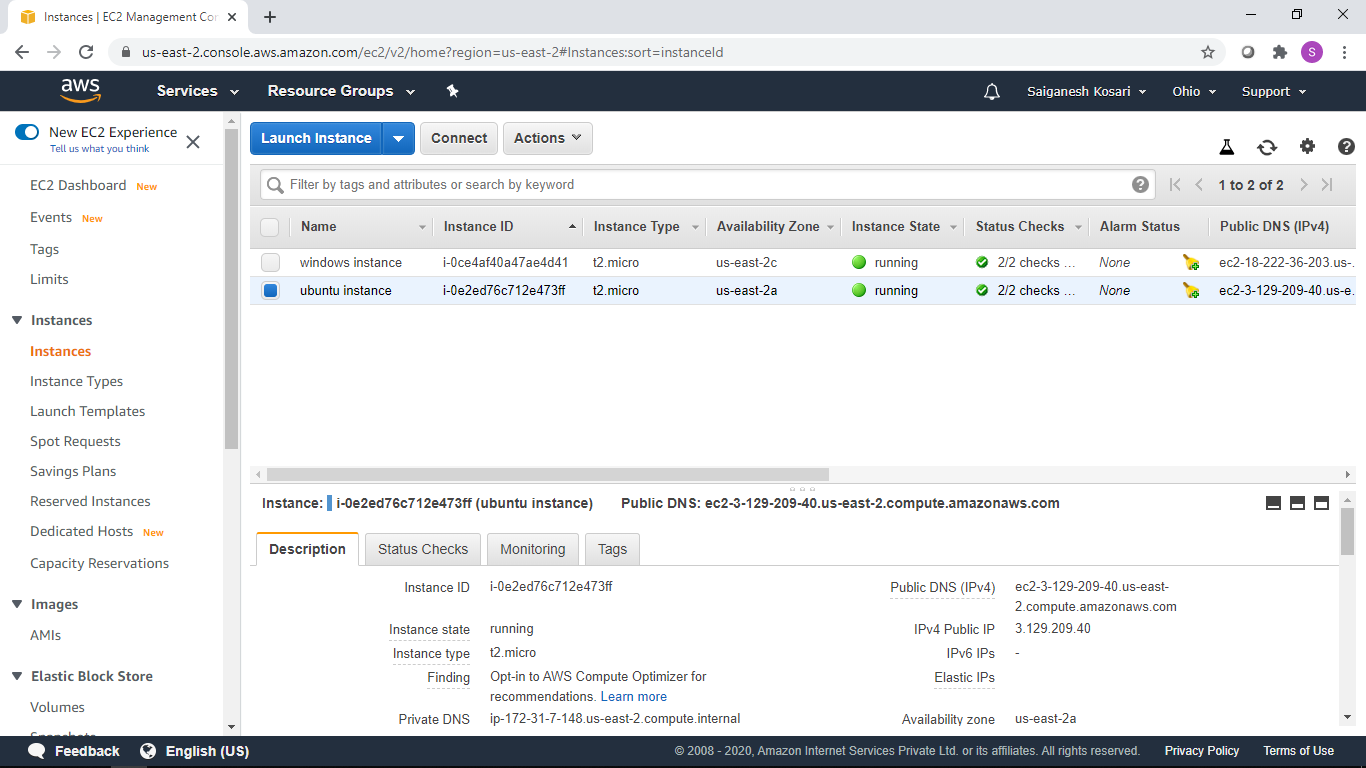 Instances | EC2 Management Con
us-east-2.console.aws.amazon.com/ec2/v2/home?region=us-east-2#Instances:sort=instanceId
S
aws
Services
Resource Groups
Saiganesh Kosari
Ohio
Support
New EC2 Experience
Tell us what you think
EC2 Dashboard New
Events New
Tags
Limits
Instances
Instances
Instance Types
Launch Templates
Spot Requests
Savings Plans
Reserved Instances
Dedicated Hosts New
Capacity Reservations
Images
AMIs
Elastic Block Store
Volumes
Snapshots
Launch Instance
Connect
Actions
Filter by tags and attributes or search by keyword
1 to 2 of 2
Name Instance ID Instance Type Availability Zone Instance State Status Checks Alarm Status Public DNS (IPv4)
windows instance i-0ce4af40a47ae4d41 t2.micro us-east-2c running 2/2 checks ... None ec2-18-222-36-203.us-...
ubuntu instance i-0e2ed76c712e473ff t2.micro us-east-2a running 2/2 checks ... None ec2-3-129-209-40.us-e...
Instance: i-0e2ed76c712e473ff (ubuntu instance) Public DNS: ec2-3-129-209-40.us-east-2.compute.amazonaws.com
Description Status Checks Monitoring Tags
Instance ID i-0e2ed76c712e473ff
Instance state running
Instance type t2.micro
Finding Opt-in to AWS Compute Optimizer for
recommendations. Learn more
Private DNS ip-172-31-7-148.us-east-2.compute.internal
Public DNS (IPv4) ec2-3-129-209-40.us-east-
2.compute.amazonaws.com
IPv4 Public IP 3.129.209.40
IPv6 IPs -
Elastic IPs
Availability zone us-east-2a
Feedback English (US) © 2008 - 2020, Amazon Internet Services Private Ltd. or its affiliates. All rights reserved. Privacy Policy Terms of Use